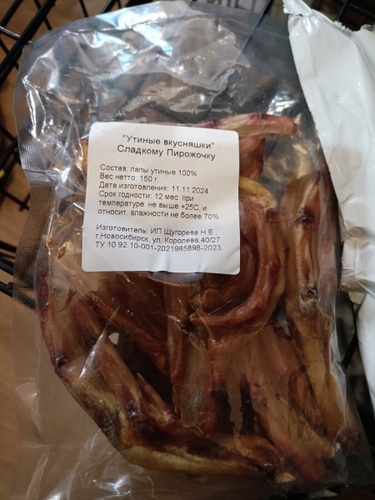 "Утиные вкусняшки"
Сладкому Пирожочку
Состав: лапы утиные 100%
Вес нетто: 150 г.
Дата изготовления: 11.11.2024
Срок годности: 12 мес. при
температуре не выше +25С, и
относит. влажности не более 70%
Изготовитель: ИП Щугорева Н.Е.
г.Новосибирск, ул. Королева,40/27
ТУ 10.92.10-001-2021985898-2023